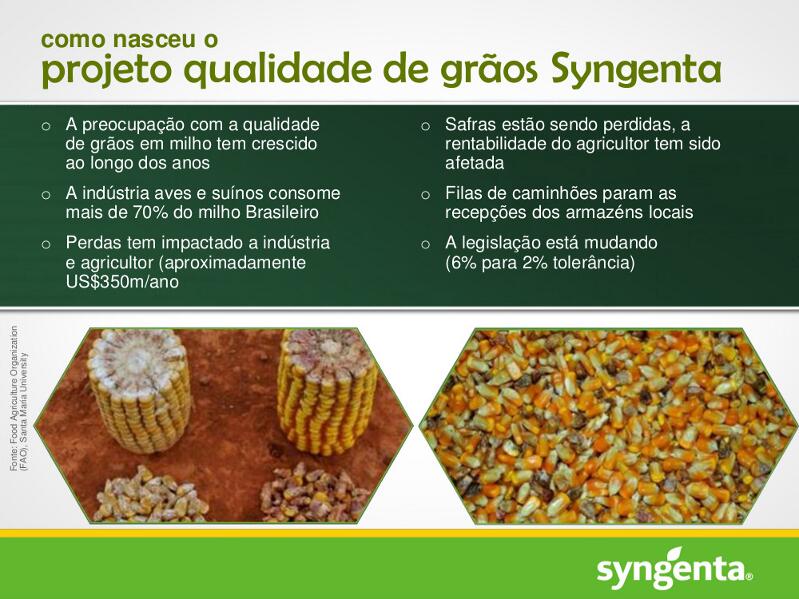 como nasceu o
projeto qualidade de grãos Syngenta
o A preocupação com a qualidade
de grãos em milho tem crescido
ao longo dos anos
o A indústria aves e suínos consome
mais de 70% do milho Brasileiro
o Perdas tem impactado a indústria
e agricultor (aproximadamente
US$350m/ano
o Safras estão sendo perdidas, a
rentabilidade do agricultor tem sido
afetada
o Filas de caminhões param as
recepções dos armazéns locais
o A legislação está mudando
(6% para 2% tolerância)
Fonte: Food Agriculture Organization
(FAO), Santa Maria University
syngenta®